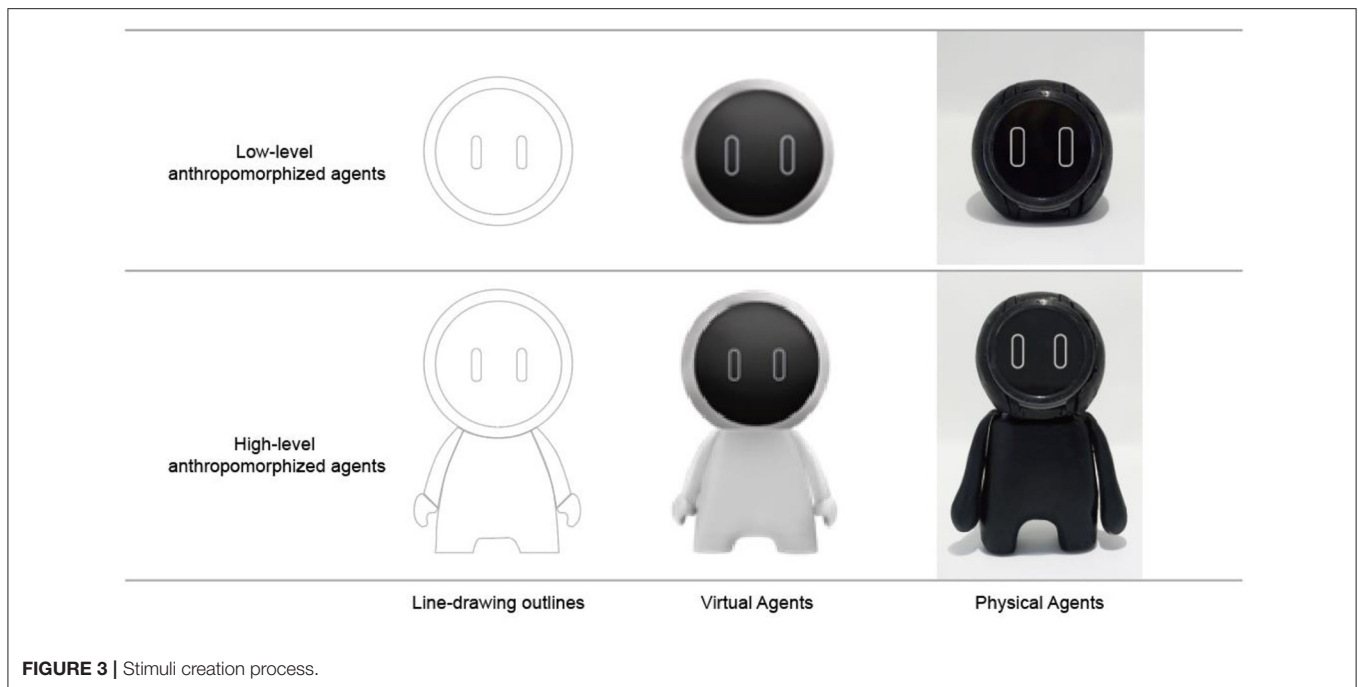 Low-level
anthropomorphized agents
High-level
anthropomorphized agents
Line-drawing outlines
Virtual Agents
Physical Agents
FIGURE 3 | Stimuli creation process.